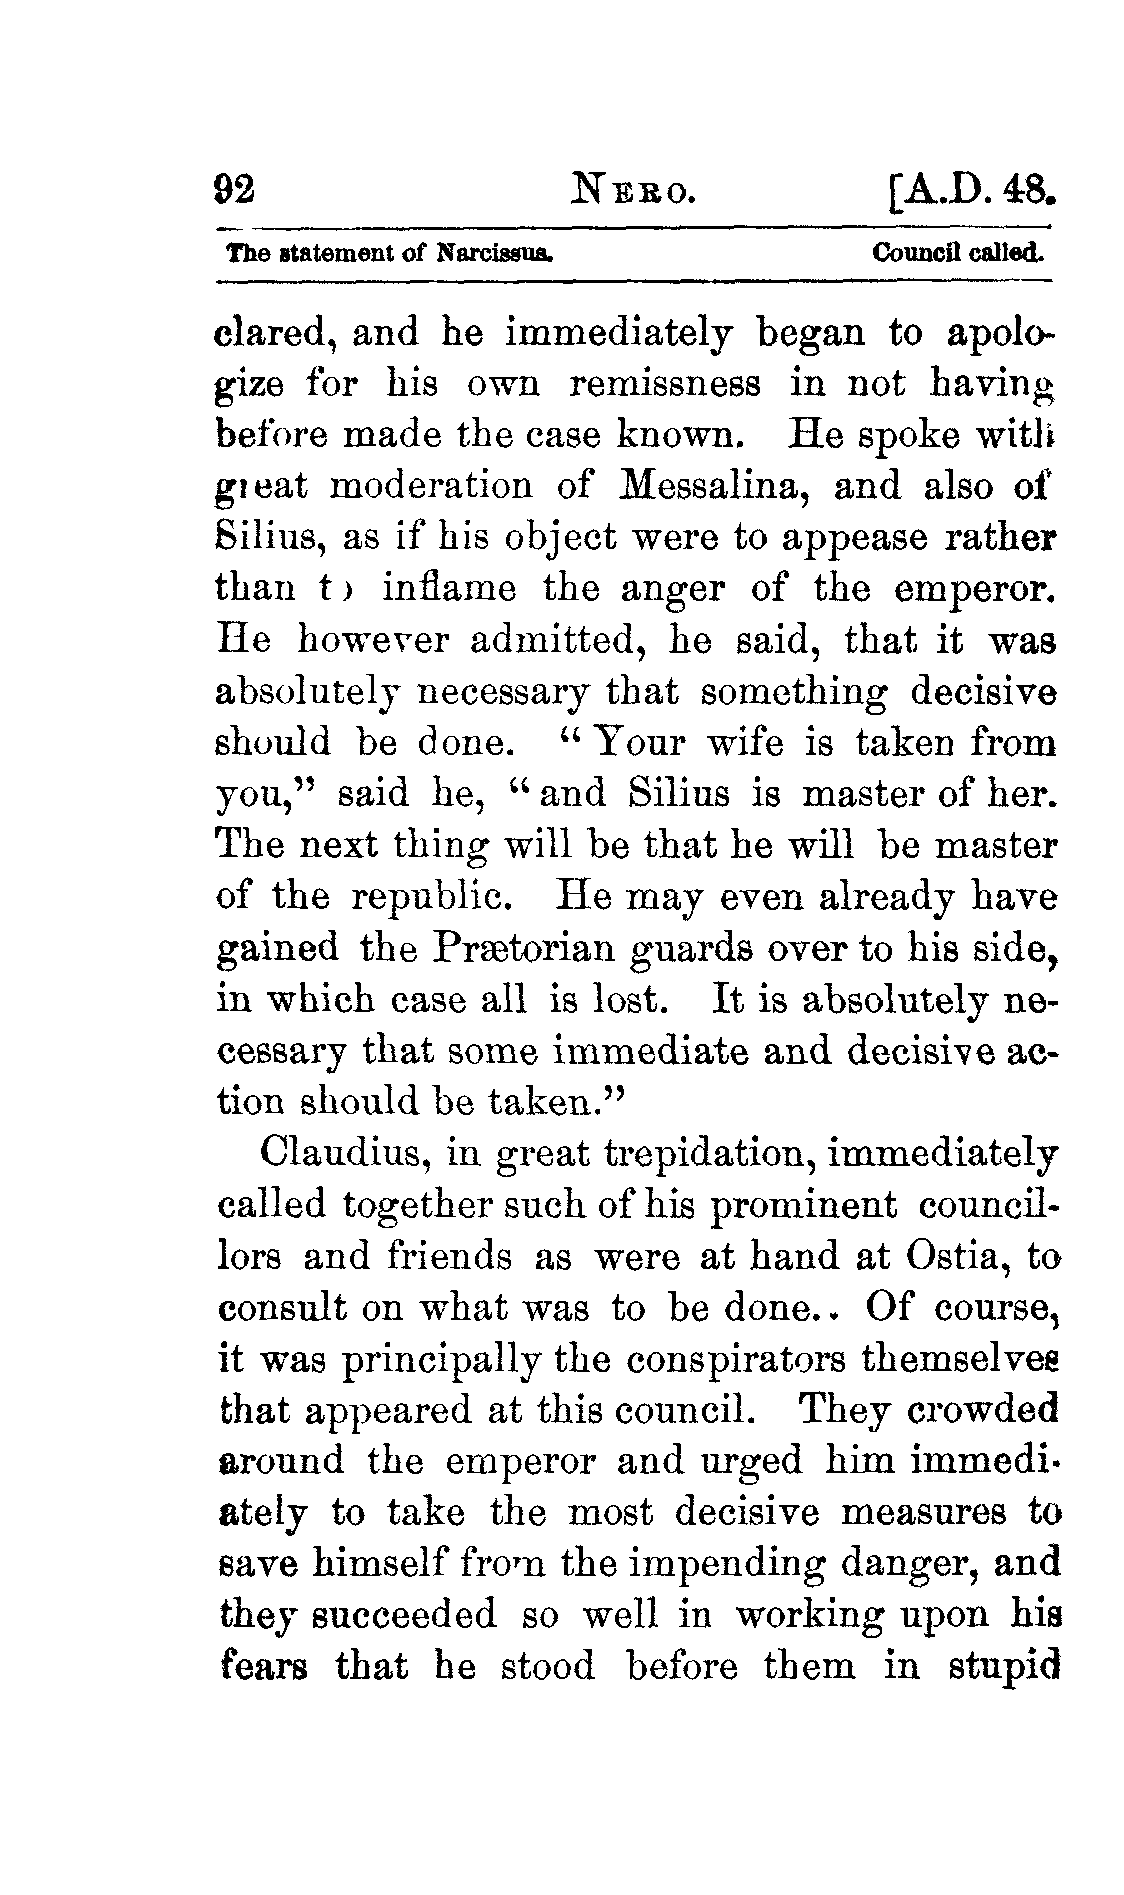 92 NERO. [A.D. 48.
The statement of Narcissus. Council called.
clared, and he immediately began to apolo-
gize for his own remissness in not having
before made the case known. He spoke with
great moderation of Messalina, and also of
Silius, as if his object were to appease rather
than to inflame the anger of the emperor.
He however admitted, he said, that it was
absolutely necessary that something decisive
should be done. “Your wife is taken from
you,” said he, “and Silius is master of her.
The next thing will be that he will be master
of the republic. He may even already have
gained the Prætorian guards over to his side,
in which case all is lost. It is absolutely ne-
cessary that some immediate and decisive ac-
tion should be taken.”
Claudius, in great trepidation, immediately
called together such of his prominent council-
lors and friends as were at hand at Ostia, to
consult on what was to be done. Of course,
it was principally the conspirators themselves
that appeared at this council. They crowded
around the emperor and urged him immedi-
ately to take the most decisive measures to
save himself from the impending danger, and
they succeeded so well in working upon his
fears that he stood before them in stupid